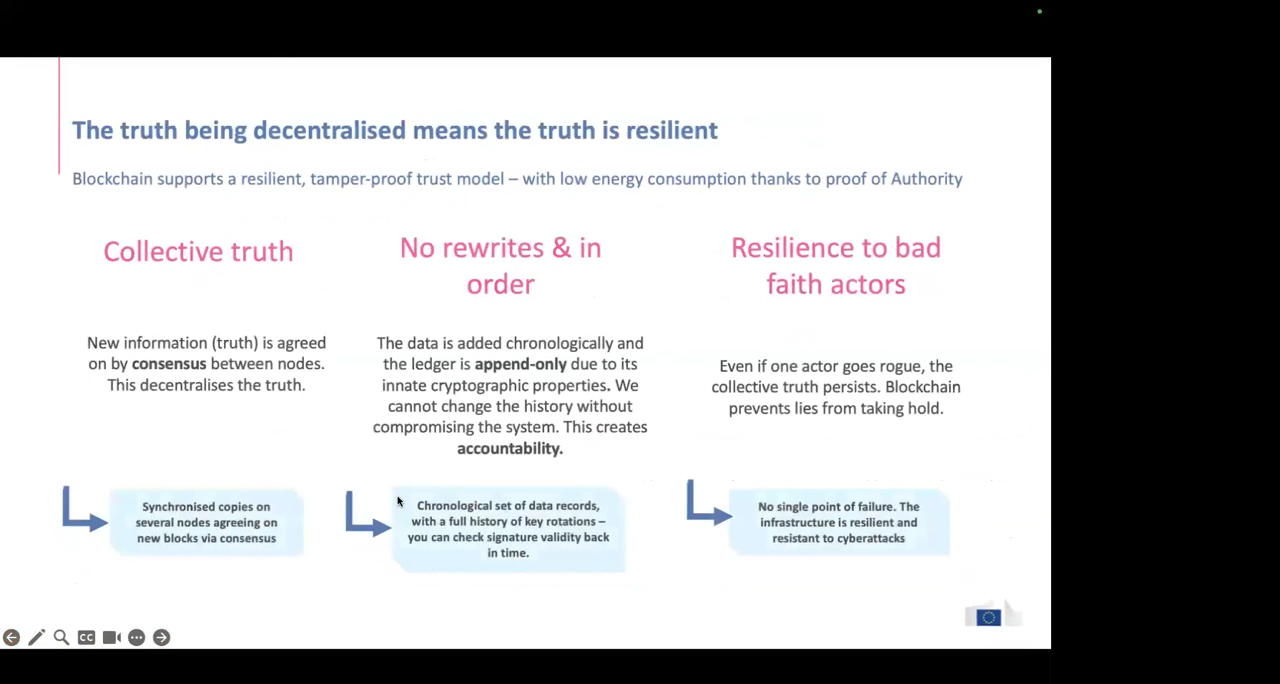 The truth being decentralised means the truth is resilient
Blockchain supports a resilient, tamper-proof trust model – with low energy consumption thanks to proof of Authority
Collective truth
New information (truth) is agreed
on by consensus between nodes.
This decentralises the truth.
Synchronised copies on
several nodes agreeing on
new blocks via consensus
No rewrites & in
order
The data is added chronologically and
the ledger is append-only due to its
innate cryptographic properties. We
cannot change the history without
compromising the system. This creates
accountability.
Chronological set of data records,
with a full history of key rotations –
you can check signature validity back
in time.
Resilience to bad
faith actors
Even if one actor goes rogue, the
collective truth persists. Blockchain
prevents lies from taking hold.
No single point of failure. The
infrastructure is resilient and
resistant to cyberattacks
CC